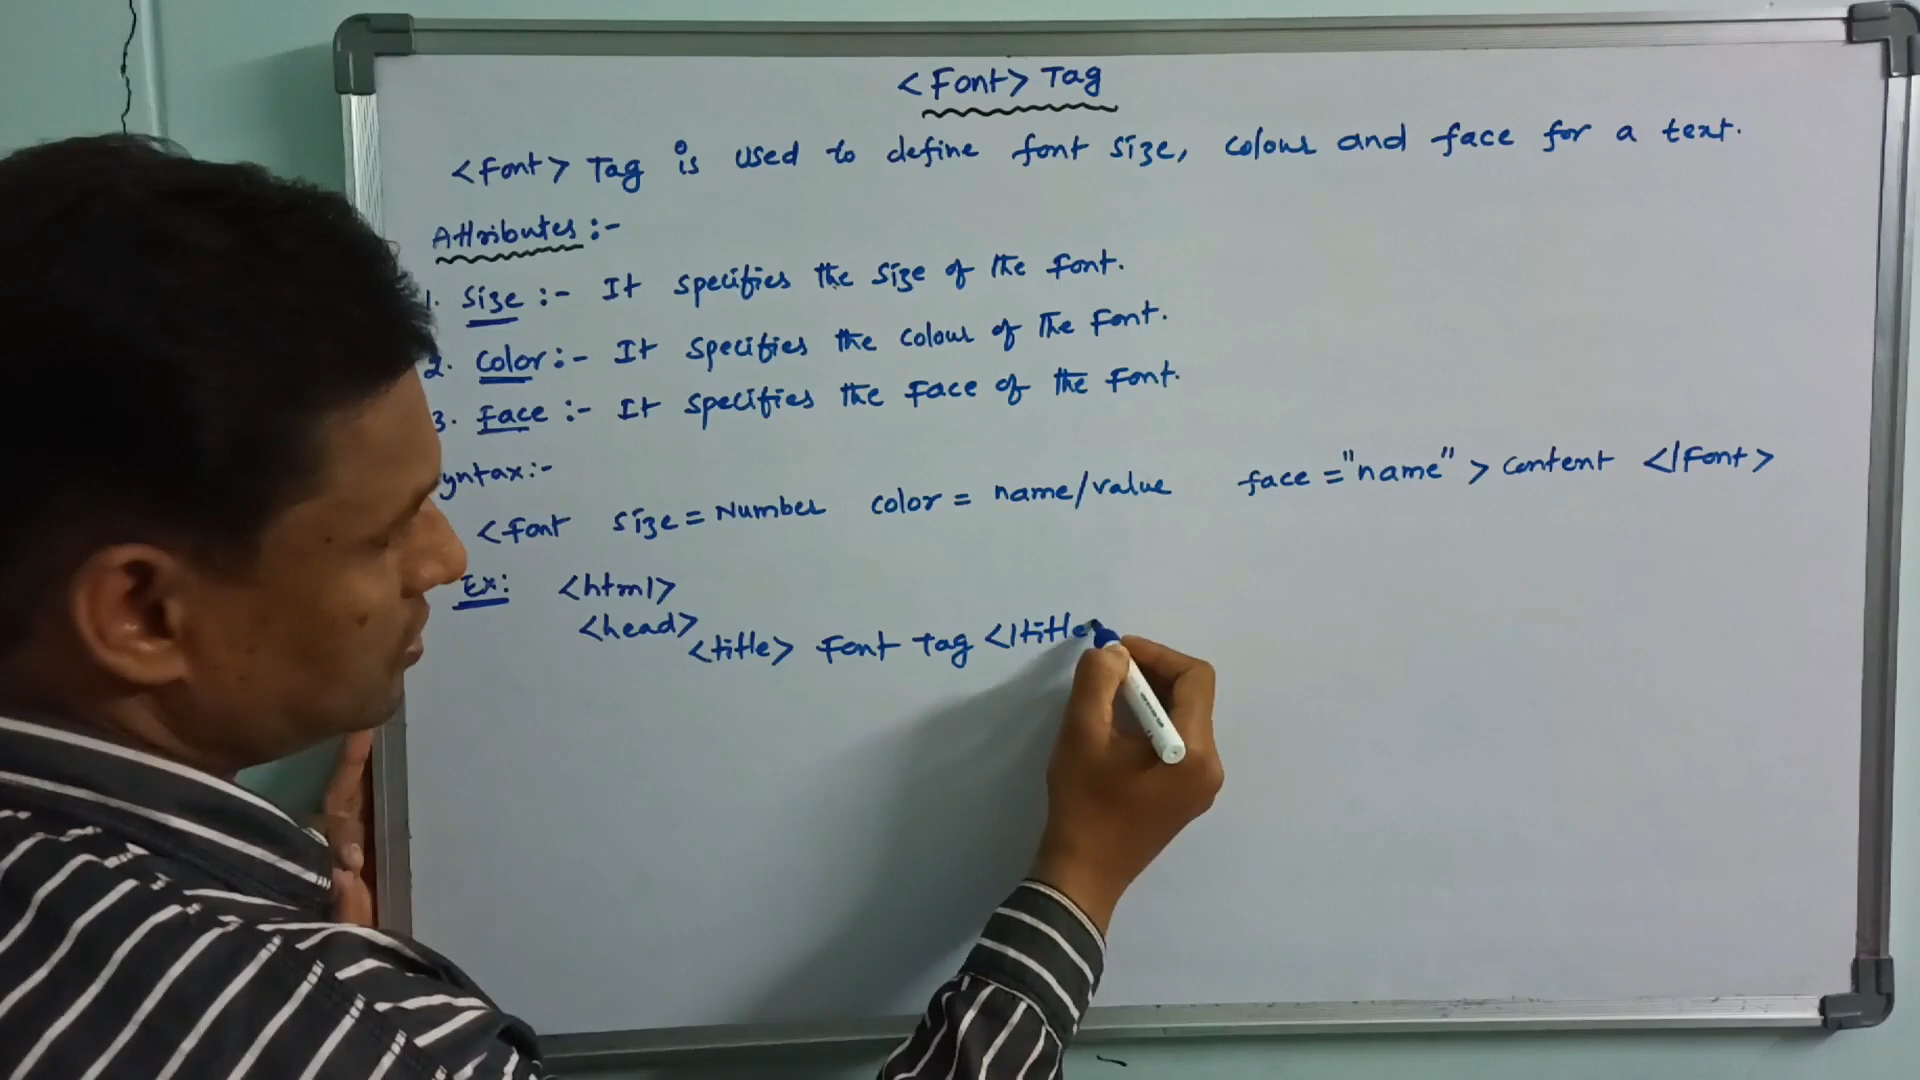 <Font> Tag
<Font> Tag is used to define font size, colour and face for a text.
Attributes :-
1. Size :- It specifies the size of the font.
2. Color :- It specifies the colour of the Font.
3. Face :- It specifies the Face of the Font.
yntax:-
<font size = Number color = name/value face = "name" > content </font>
Ex: <html>
<head>
<title> Font Tag </title